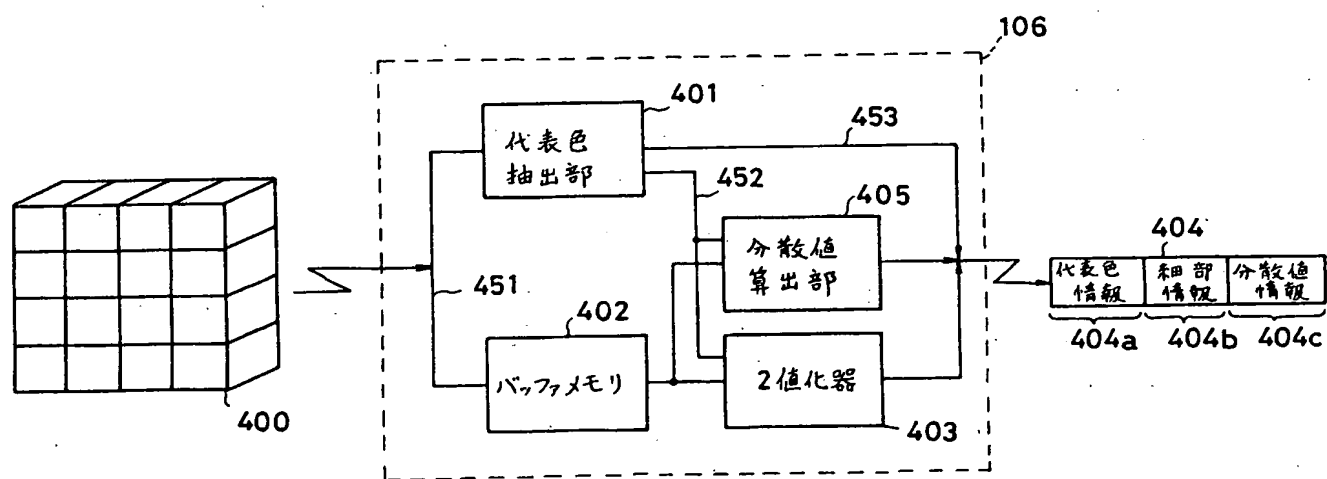 106
401
代表色
抽出部
453
452
405
分散値
算出部
404
代表色
情報
細部
情報
分散値
情報
404a
404b
404c
451
402
バッファメモリ
2値化器
403
400